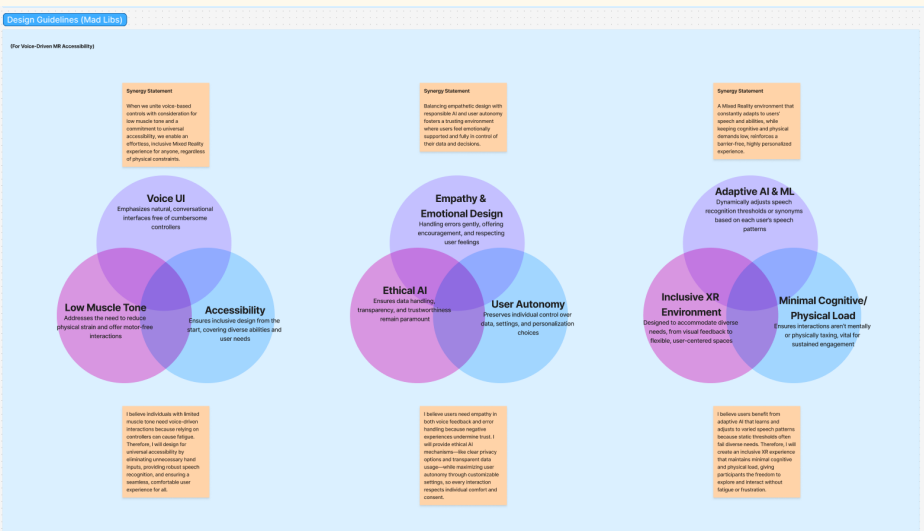 Design Guidelines (Mad Libs)
(For Voice-Driven MR Accessibility)
Synergy Statement
When we unite voice-based
controls with consideration for
low muscle tone and a
commitment to universal
accessibility, we enable an
effortless, inclusive Mixed Reality
experience for anyone, regardless
of physical constraints.
Voice UI
Emphasizes natural, conversational
interfaces free of cumbersome
controllers
Low Muscle Tone
Addresses the need to reduce
physical strain and offer motor-free
interactions
Accessibility
Ensures inclusive design from the
start, covering diverse abilities and
user needs
I believe individuals with limited
muscle tone need voice-driven
interactions because relying on
controllers can cause fatigue.
Therefore, I will design for
universal accessibility by
eliminating unnecessary hand
inputs, providing robust speech
recognition, and ensuring a
seamless, comfortable user
experience for all.
Synergy Statement
Balancing empathetic design with
responsible AI and user autonomy
fosters a trusting environment
where users feel emotionally
supported and fully in control of
their data and decisions.
Empathy &
Emotional Design
Handling errors gently, offering
encouragement, and respecting
user feelings
Ethical AI
Ensures data handling,
transparency, and trustworthiness
remain paramount
User Autonomy
Preserves individual control over
data, settings, and personalization
choices
I believe users need empathy in
both voice feedback and error
handling because negative
experiences undermine trust. I
will provide ethical AI
mechanisms—like clear privacy
options and transparent data
usage—while maximizing user
autonomy through customizable
settings, so every interaction
respects individual comfort and
consent.
Synergy Statement
A Mixed Reality environment that
constantly adapts to users'
speech and abilities, while
keeping cognitive and physical
demands low, reinforces a
barrier-free, highly personalized
experience.
Adaptive AI & ML
Dynamically adjusts speech
recognition thresholds or synonyms
based on each user's speech
patterns
Inclusive XR
Environment
Designed to accommodate diverse
needs, from visual feedback to
flexible, user-centered spaces
Minimal Cognitive/
Physical Load
Ensures interactions aren't mentally
or physically taxing, vital for
sustained engagement
I believe users benefit from
adaptive AI that learns and
adjusts to varied speech patterns
because static thresholds often
fail diverse needs. Therefore, I will
create an inclusive XR experience
that maintains minimal cognitive
and physical load, giving
participants the freedom to
explore and interact without
fatigue or frustration.